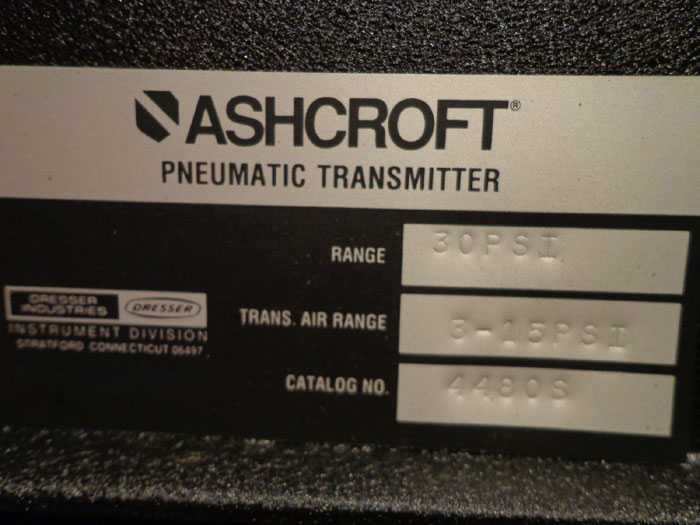 ASHCROFT®
PNEUMATIC TRANSMITTER
RANGE 30PSI
TRANS. AIR RANGE 3-15PSI
CATALOG NO. 4480S
DRESSER
INDUSTRIES
DRESSER
INSTRUMENT DIVISION
STRATFORD CONNECTICUT 06497